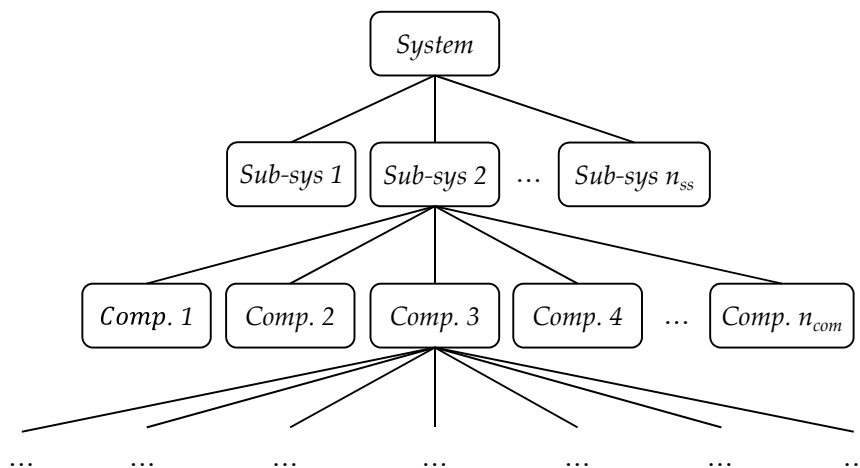 System
Sub-sys 1 Sub-sys 2 … Sub-sys n_ss
Comp. 1 Comp. 2 Comp. 3 Comp. 4 … Comp. n_com
… … … … … … ..